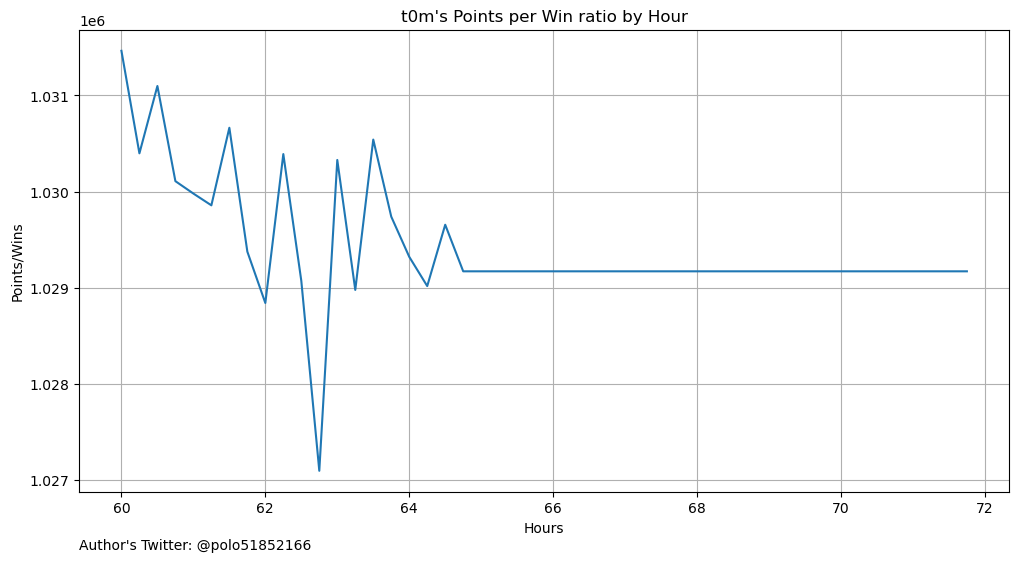 t0m's Points per Win ratio by Hour
1e6
1.031
1.030
1.029
1.028
1.027
Points/Wins
60 62 64 66 68 70 72
Hours
Author's Twitter: @polo51852166